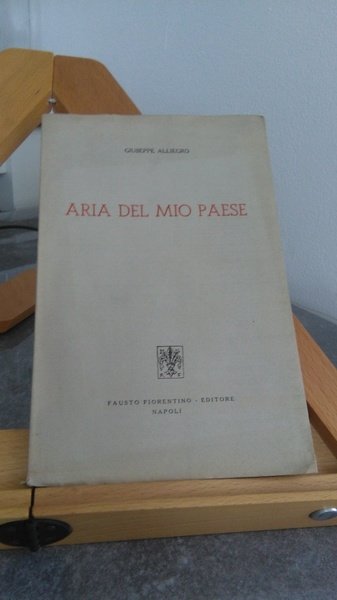 GIUSEPPE ALLIEGRO
ARIA DEL MIO PAESE
FAUSTO FIORENTINO - EDITORE
NAPOLI